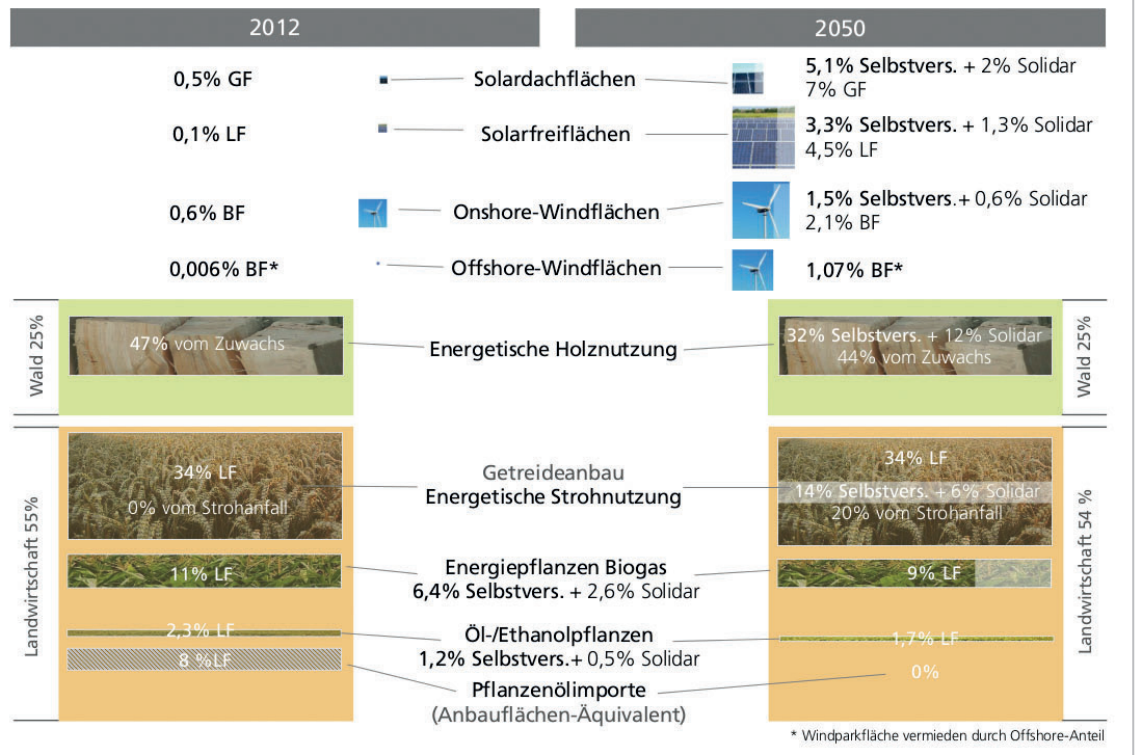 2012
2050
0,5% GF
Solardachflächen
5,1% Selbstvers. + 2% Solidar
7% GF
0,1% LF
Solarfreiflächen
3,3% Selbstvers. + 1,3% Solidar
4,5% LF
0,6% BF
Onshore-Windflächen
1,5% Selbstvers.+ 0,6% Solidar
2,1% BF
0,006% BF*
Offshore-Windflächen
1,07% BF*
Wald 25%
47% vom Zuwachs
Energetische Holznutzung
32% Selbstvers. + 12% Solidar
44% vom Zuwachs
Wald 25%
Landwirtschaft 55%
34% LF
0% vom Strohanfall
Getreideanbau
Energetische Strohnutzung
34% LF
14% Selbstvers. + 6% Solidar
20% vom Strohanfall
Landwirtschaft 54 %
11% LF
Energiepflanzen Biogas
6,4% Selbstvers. + 2,6% Solidar
9% LF
2,3% LF
Öl-/Ethanolpflanzen
1,2% Selbstvers.+ 0,5% Solidar
1,7% LF
8 %LF
Pflanzenölimporte
(Anbauflächen-Äquivalent)
0%
* Windparkfläche vermieden durch Offshore-Anteil